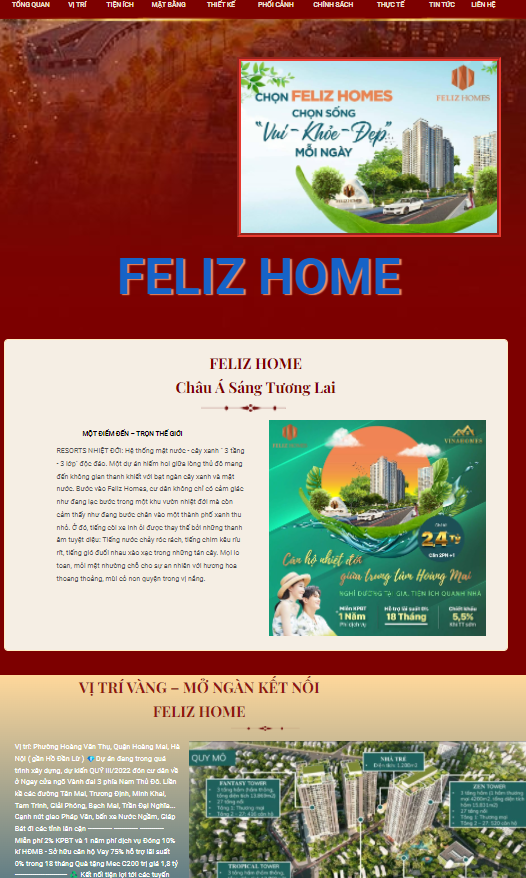 TỔNG QUAN VỊ TRÍ TIỆN ÍCH MẶT BẰNG THIẾT KẾ PHỐI CẢNH CHÍNH SÁCH THỰC TẾ TIN TỨC LIÊN HỆ
CHỌN FELIZ HOMES
CHỌN SỐNG
"Vui - Khỏe - Đẹp"
MỖI NGÀY
FELIZ HOMES
FELIZ HOME
FELIZ HOME
Châu Á Sáng Tương Lai
MỘT ĐIỂM ĐẾN – TRỌN THẾ GIỚI
RESORTS NHIỆT ĐỚI: Hệ thống mặt nước - cây xanh " 3 tầng
- 3 lớp" độc đáo. Một dự án hiếm hoi giữa lòng thủ đô mang
đến không gian thanh khiết với bạt ngàn cây xanh và mặt
nước. Bước vào Feliz Homes, cư dân không chỉ có cảm giác
như đang lạc bước trong một khu vườn nhiệt đới mà còn
cảm thấy như đang bước chân vào một thành phố xanh thu
nhỏ. Ở đó, tiếng còi xe inh ỏi được thay thế bởi những thanh
âm tuyệt diệu: Tiếng nước chảy róc rách, tiếng chim kêu ríu
rít, tiếng gió đuổi nhau xào xạc trong những tán cây. Mọi lo
toan, mỏi mệt nhường chỗ cho sự an nhiên với hương hoa
thoang thoảng, mùi cỏ non quyện trong vị nắng.
FELIZ HOMES
VINAHOMES
2,4 Tỷ
Căn 2PN +1
Căn hộ nhiệt đới
giữa trung tâm Hoàng Mai
NGHỈ DƯỠNG TẠI GIA, TIỆN ÍCH QUANH NHÀ
Miễn KPBT Hỗ trợ lãi suất 0% Chiết khấu
1 Năm 18 Tháng 5,5%
Phí dịch vụ
VỊ TRÍ VÀNG – MỞ NGÀN KẾT NỐI
FELIZ HOME
Vị trí: Phường Hoàng Văn Thụ, Quận Hoàng Mai, Hà
Nội ( gần Hồ Đền Lừ ) 💎 Dự án đang trong quá
trình xây dựng, dự kiến QUÝ III/2022 đón cư dân về
ở Ngay cửa ngõ Vành đai 3 phía Nam Thủ Đô. Liền
kề các đường Tân Mai, Trương Định, Minh Khai,
Tam Trinh, Giải Phóng, Bạch Mai, Trần Đại Nghĩa...
Cạnh nút giao Pháp Vân, bến xe Nước Ngầm, Giáp
Bát đi các tỉnh lân cận
Miễn phí 2% KPBT và 1 năm phí dịch vụ Đóng 10%
kí HĐMB - Sở hữu căn hộ Vay 75% hỗ trợ lãi suất
0% trong 18 tháng Quà tặng Mec C200 trị giá 1,8 tỷ
Kết nối tiện lợi tới các tuyến
QUY MÔ
NHÀ TRẺ
FANTASY TOWER
27 tầng nổi
ZEN TOWER
27 tầng nổi
TROPICAL TOWER